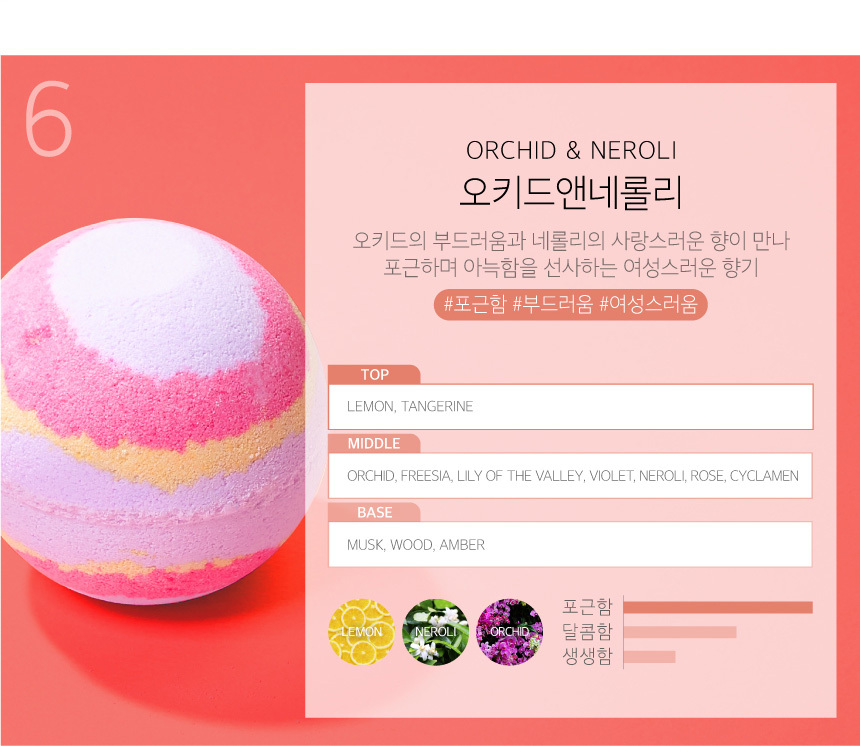 6
ORCHID & NEROLI
오키드앤네롤리
오키드의 부드러움과 네롤리의 사랑스러운 향이 만나
포근하며 아늑함을 선사하는 여성스러운 향기
#포근함 #부드러움 #여성스러움
TOP
LEMON, TANGERINE
MIDDLE
ORCHID, FREESIA, LILY OF THE VALLEY, VIOLET, NEROLI, ROSE, CYCLAMEN
BASE
MUSK, WOOD, AMBER
LEMON
NEROLI
ORCHID
포근함
달콤함
생생함